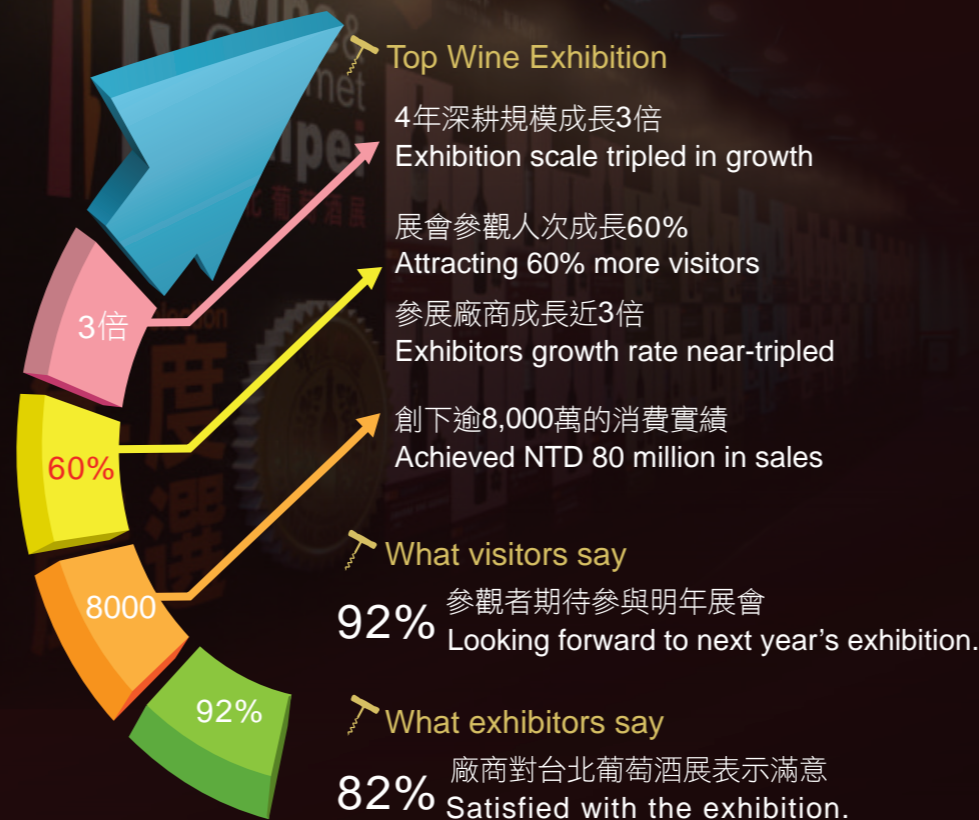 Top Wine Exhibition
4年深耕規模成長3倍
Exhibition scale tripled in growth
展會參觀人次成長60%
Attracting 60% more visitors
參展廠商成長近3倍
Exhibitors growth rate near-tripled
創下逾8,000萬的消費實績
Achieved NTD 80 million in sales
What visitors say
92%
參觀者期待參與明年展會
Looking forward to next year’s exhibition.
What exhibitors say
82%
廠商對台北葡萄酒展表示滿意
Satisfied with the exhibition.
3倍
60%
8000
92%